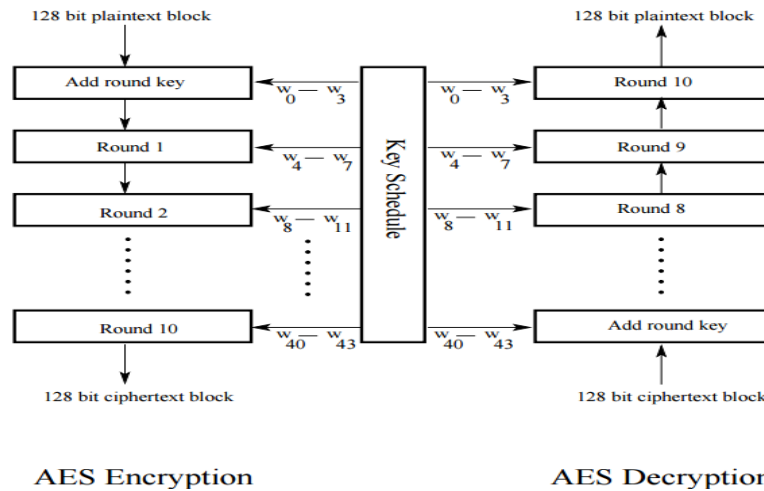 128 bit plaintext block
128 bit plaintext block
Add round key
w0 — w3
w0 — w3
Round 10
Round 1
w4 — w7
w4 — w7
Round 9
Key Schedule
Round 2
w8 — w11
w8 — w11
Round 8
Round 10
w40 — w43
w40 — w43
Add round key
128 bit ciphertext block
128 bit ciphertext block
AES Encryption
AES Decryption